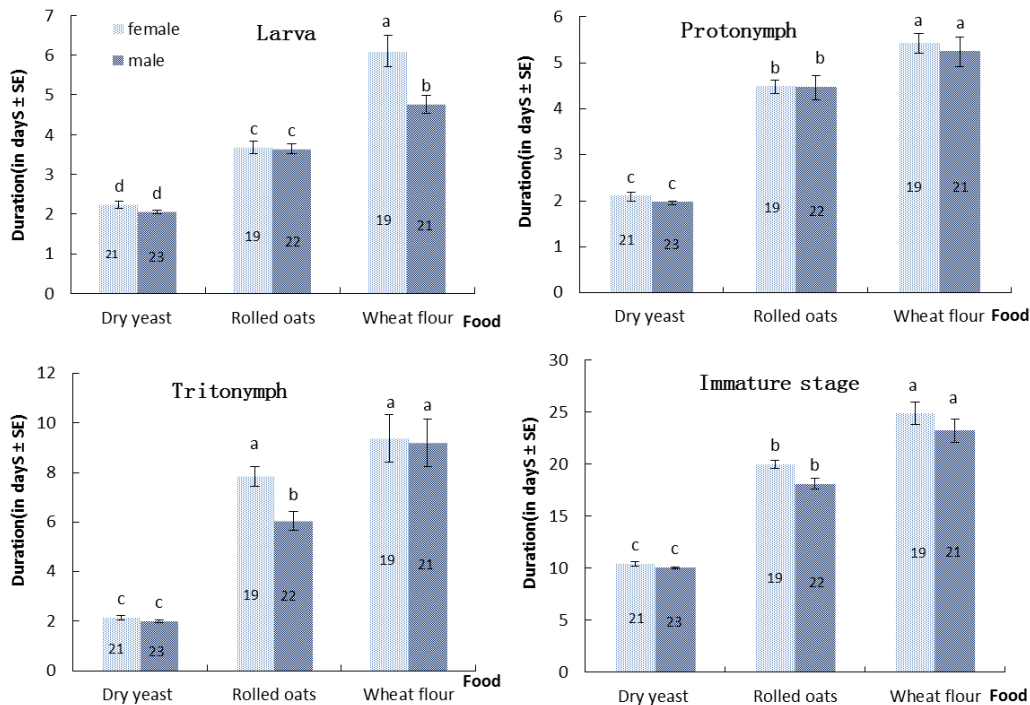 Larva
female
male
Duration(in dayS ± SE)
7
6
5
4
3
2
1
0
d d c c a b
21 23 19 22 19 21
Dry yeast Rolled oats Wheat flour Food
Protonymph
Duration(in dayS ± SE)
6
5
4
3
2
1
0
c c b b a a
21 23 19 22 19 21
Dry yeast Rolled oats Wheat flour Food
Tritonymph
Duration(in dayS ± SE)
12
10
8
6
4
2
0
c c a b a a
21 23 19 22 19 21
Food
Dry yeast Rolled oats Wheat flour
Immature stage
Duration(in dayS ± SE)
30
25
20
15
10
5
0
c c b b a a
21 23 19 22 19 21
Dry yeast Rolled oats Wheat flour Food